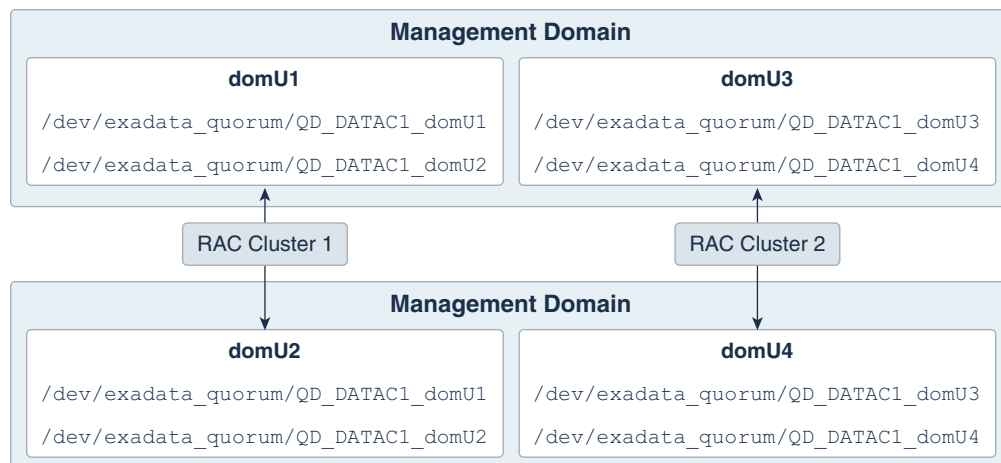 Management Domain
domU1
/dev/exadata_quorum/QD_DATAC1_domU1
/dev/exadata_quorum/QD_DATAC1_domU2
domU3
/dev/exadata_quorum/QD_DATAC1_domU3
/dev/exadata_quorum/QD_DATAC1_domU4
RAC Cluster 1
RAC Cluster 2
Management Domain
domU2
/dev/exadata_quorum/QD_DATAC1_domU1
/dev/exadata_quorum/QD_DATAC1_domU2
domU4
/dev/exadata_quorum/QD_DATAC1_domU3
/dev/exadata_quorum/QD_DATAC1_domU4